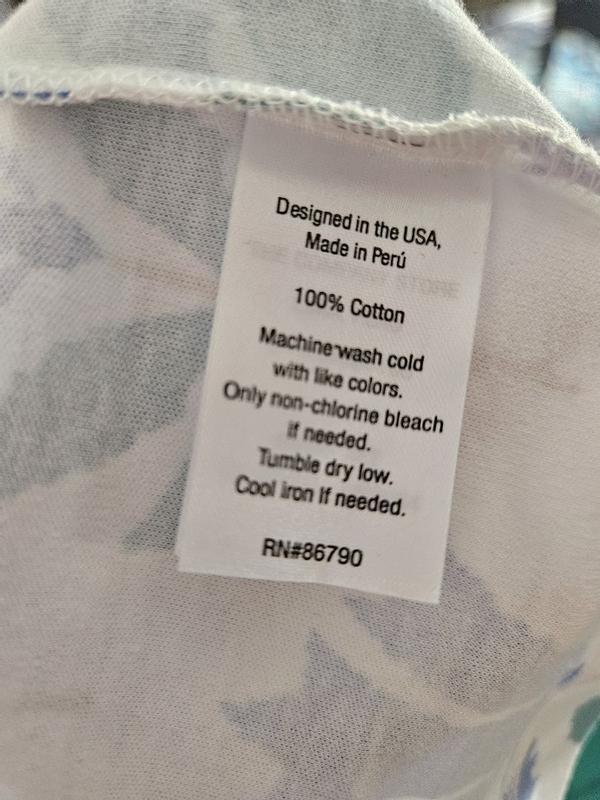 Designed in the USA,
Made in Perú
100% Cotton
Machine wash cold
with like colors.
Only non-chlorine bleach
if needed.
Tumble dry low.
Cool iron If needed.
RN#86790